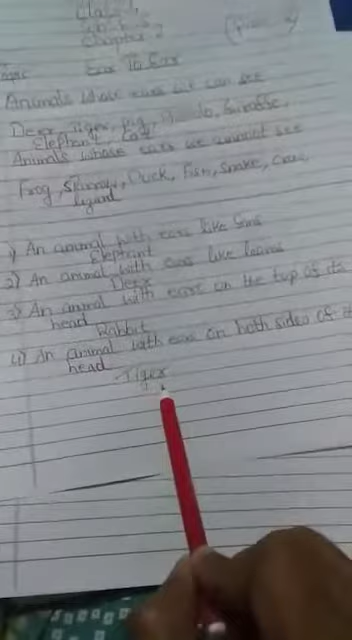 Class 4
Chapter 2
Ear To Ear
Animals whose ears we can see
Deer, Tiger, pig, Giraffe,
Elephant, Cow
Animals whose ears we cannot see
Frog, Sparrow, Duck, Fish, Snake, Crow,
1) An animal with ears like fans
Elephant
2) An animal with ears like leaves
Deer
3) An animal with ears on the top of its
head Rabbit
4) An animal with ears on both sides of its
head
Tiger